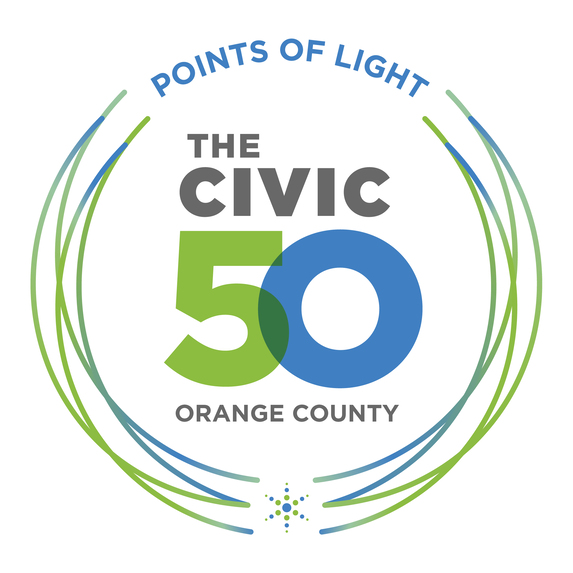 POINTS OF LIGHT
THE
CIVIC
50
ORANGE COUNTY